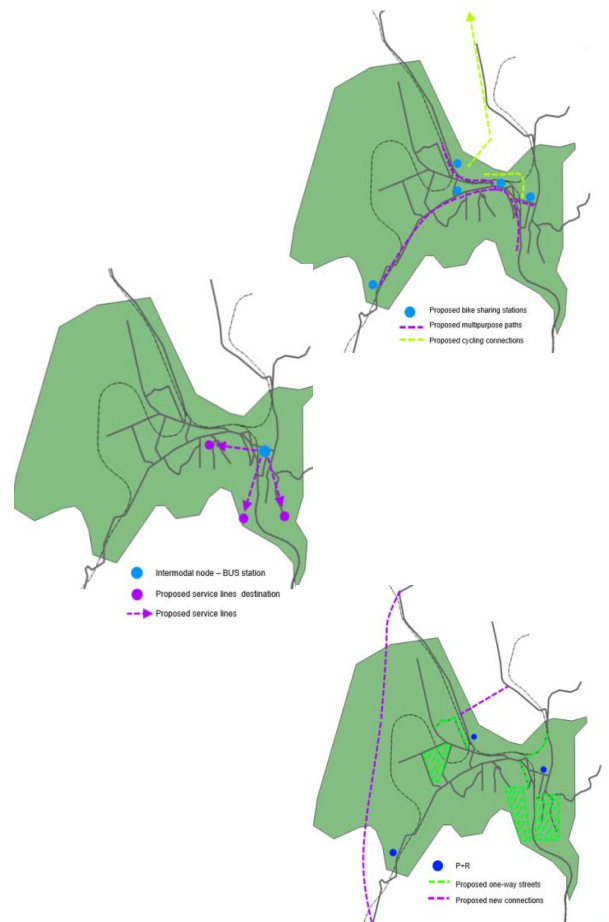 Proposed bike sharing stations
Proposed multipurpose paths
Proposed cycling connections
Intermodal node – BUS station
Proposed service lines destination
Proposed service lines
P+R
Proposed one-way streets
Proposed new connections